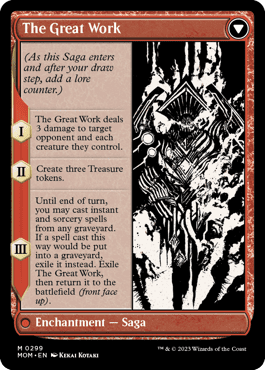 The Great Work
(As this Saga enters
and after your draw
step, add a lore
counter.)
I
The Great Work deals
3 damage to target
opponent and each
creature they control.
II
Create three Treasure
tokens.
III
Until end of turn,
you may cast instant
and sorcery spells
from any graveyard.
If a spell cast this
way would be put
into a graveyard,
exile it instead. Exile
The Great Work,
then return it to the
battlefield (front face
up).
Enchantment — Saga
M 0299
MOM • EN KEKAI KOTAKI
™ & © 2023 Wizards of the Coast